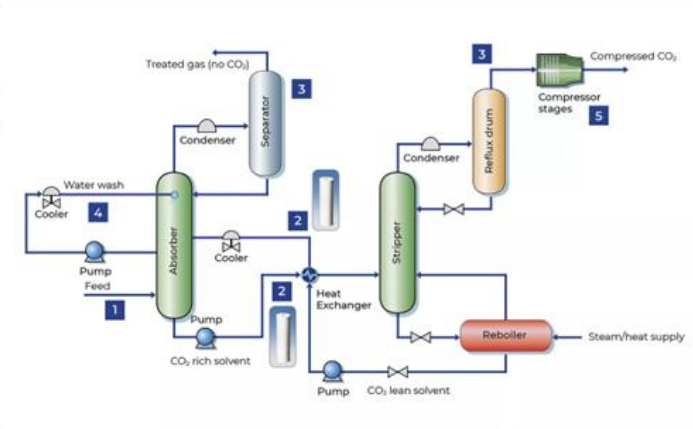 Treated gas (no CO₂)
3
Separator
Condenser
Water wash
Cooler
4
Absorber
Pump
Feed
1
Pump
CO₂ rich solvent
Cooler
2
2
Heat
Exchanger
3
Compressed CO₂
Compressor
stages
5
Reflux drum
Condenser
Stripper
Reboiler
Steam/heat supply
Pump
CO₂ lean solvent